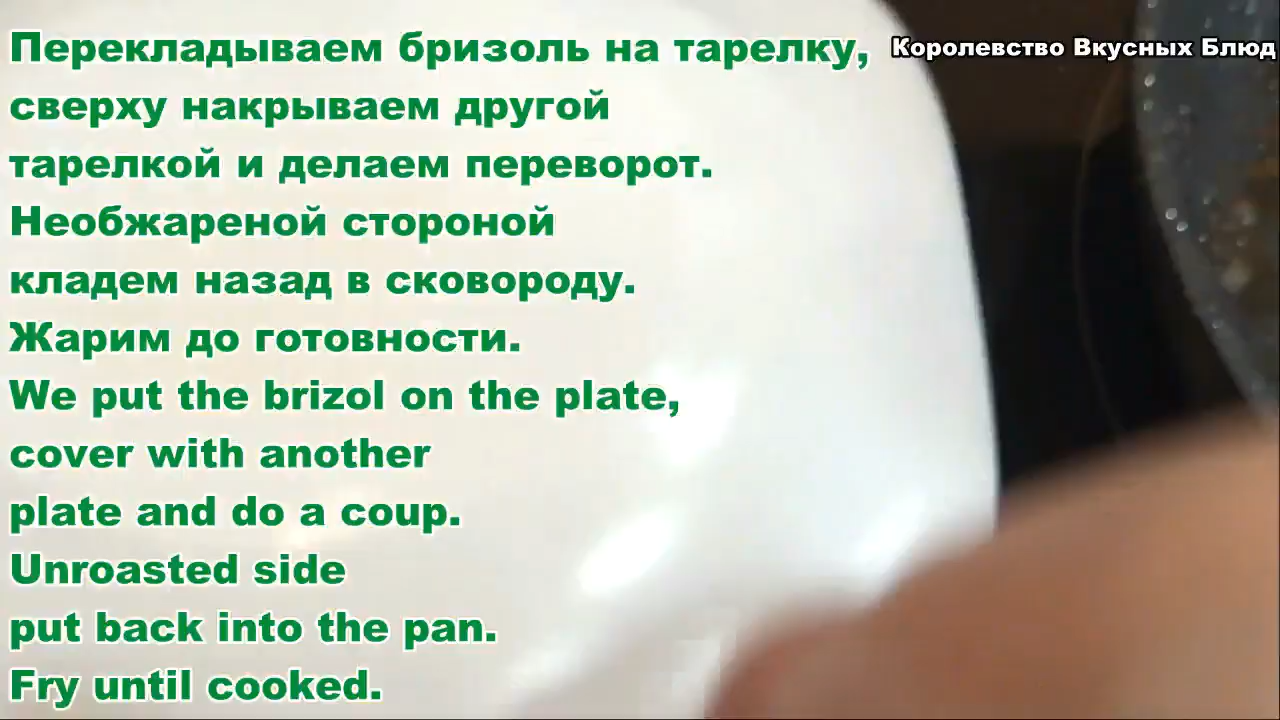 Перекладываем бризоль на тарелку,
Королевство Вкусных Блюд
сверху накрываем другой
тарелкой и делаем переворот.
Необжареной стороной
кладем назад в сковороду.
Жарим до готовности.
We put the brizol on the plate,
cover with another
plate and do a coup.
Unroasted side
put back into the pan.
Fry until cooked.